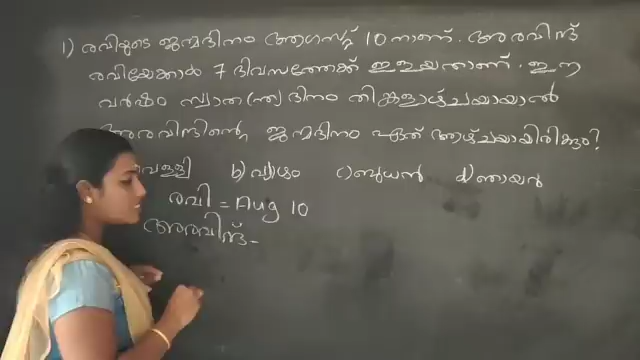 1) രവിയുടെ ജന്മദിനം ആഗസ്റ്റ് 10 നാണ്. അരവിന്ദ്
രവിയേക്കാൾ 7 ദിവസത്തേക്ക് ഇളയതാണ്. ഈ
വർഷം സ്വാതന്ത്ര്യദിനം തിങ്കളാഴ്ചയായാൽ
അരവിന്ദിന്റെ ജന്മദിനം ഏത് ആഴ്ചയായിരിക്കും?
വെള്ളി b) വ്യാഴം c) ബുധൻ d) ഞായർ
രവി = Aug 10
അരവിന്ദ് -